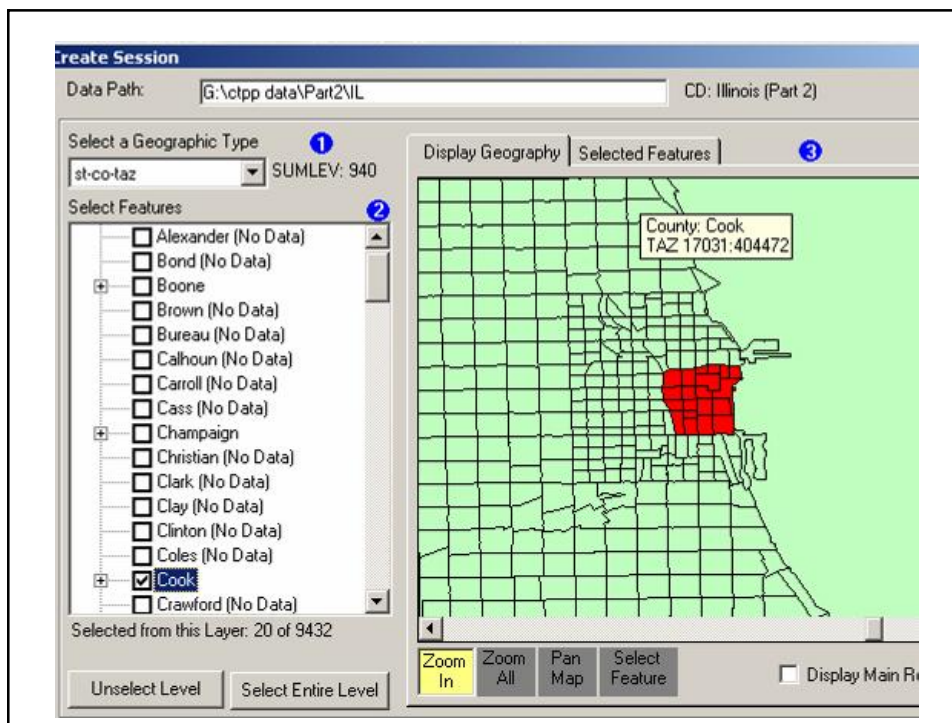 Create Session
Data Path: G:\ctpp data\Part2\IL CD: Illinois (Part 2)
Select a Geographic Type 1
st-co-taz SUMLEV: 940
Select Features 2
Alexander (No Data)
Bond (No Data)
Boone
Brown (No Data)
Bureau (No Data)
Calhoun (No Data)
Carroll (No Data)
Cass (No Data)
Champaign
Christian (No Data)
Clark (No Data)
Clay (No Data)
Clinton (No Data)
Coles (No Data)
Cook
Crawford (No Data)
Selected from this Layer: 20 of 9432
Unselect Level Select Entire Level
Display Geography Selected Features 3
County: Cook
TAZ 17031:404472
Zoom In
Zoom All
Pan Map
Select Feature
Display Main